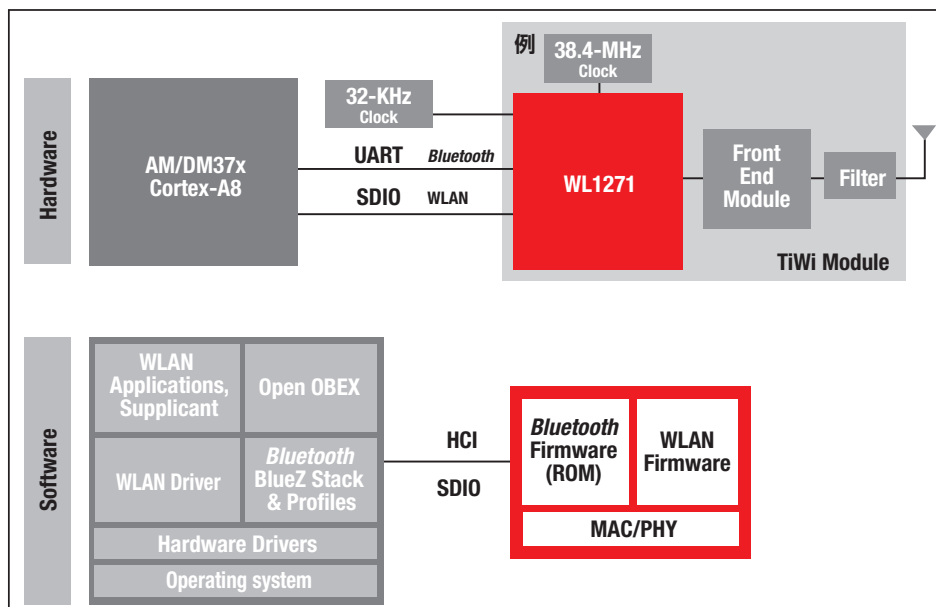 Hardware
AM/DM37x
Cortex-A8
32-KHz
Clock
UART Bluetooth
SDIO WLAN
例
38.4-MHz
Clock
WL1271
Front
End
Module
Filter
TiWi Module
Software
WLAN
Applications,
Supplicant
Open OBEX
WLAN Driver
Bluetooth
BlueZ Stack
& Profiles
Hardware Drivers
Operating system
HCI
SDIO
Bluetooth
Firmware
(ROM)
WLAN
Firmware
MAC/PHY